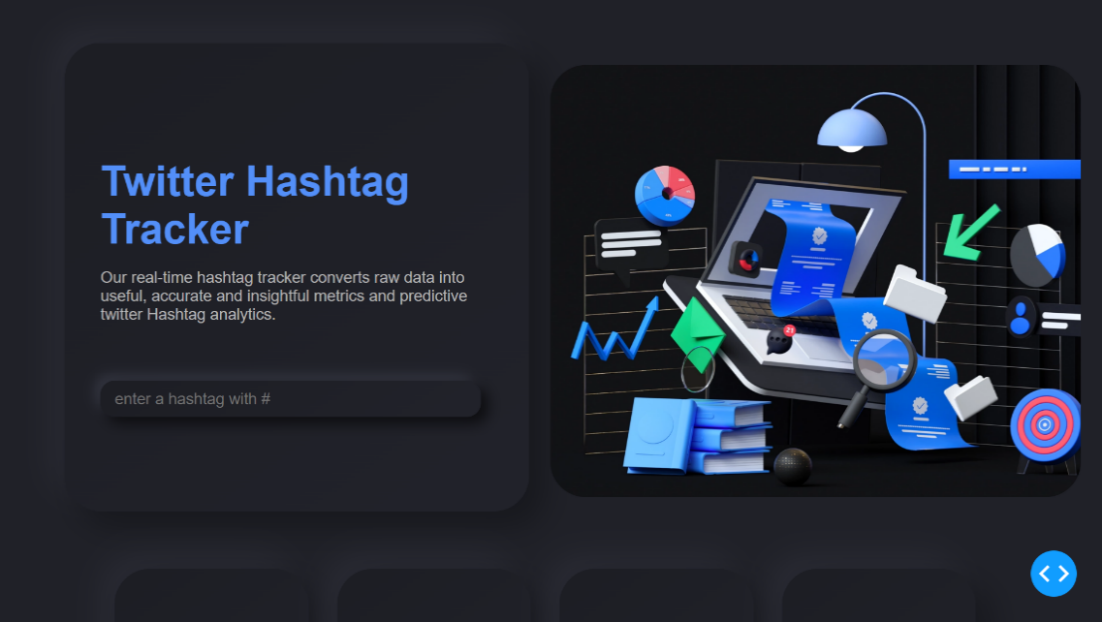 Twitter Hashtag
Tracker
Our real-time hashtag tracker converts raw data into
useful, accurate and insightful metrics and predictive
twitter Hashtag analytics.
enter a hashtag with #
21